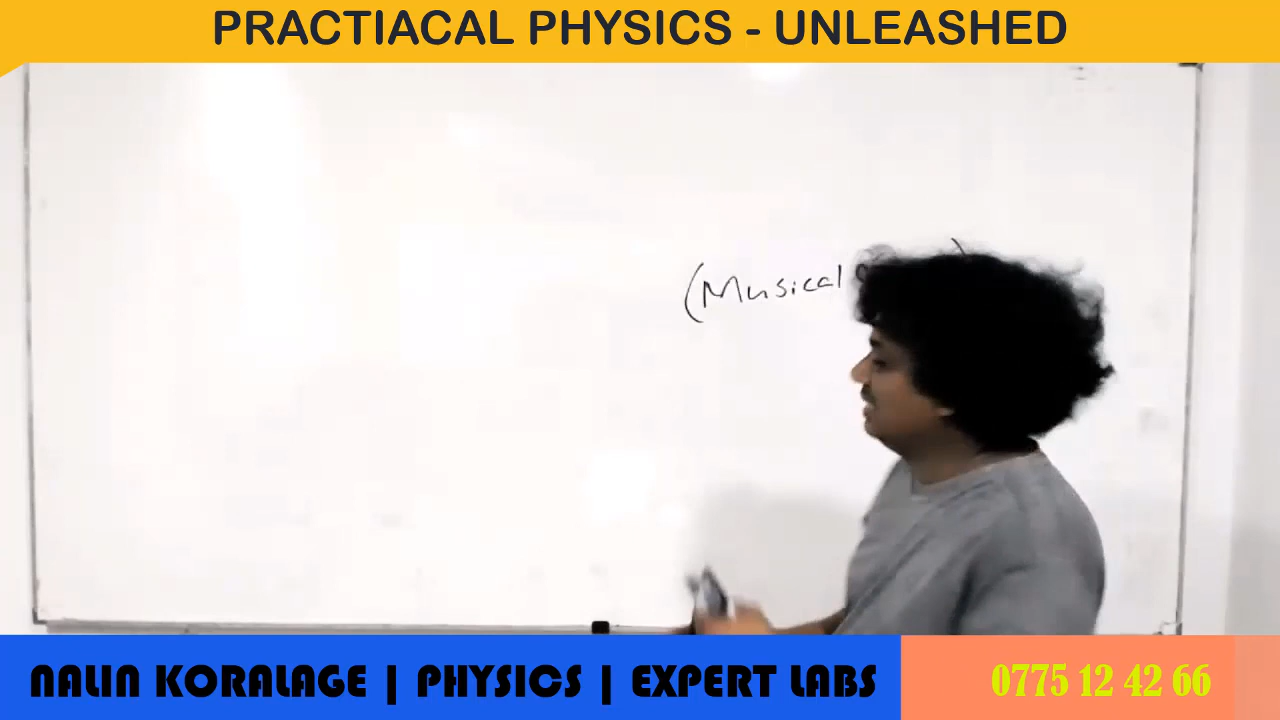 PRACTIACAL PHYSICS - UNLEASHED
(Musical )
NALIN KORALAGE | PHYSICS | EXPERT LABS
0775 12 42 66